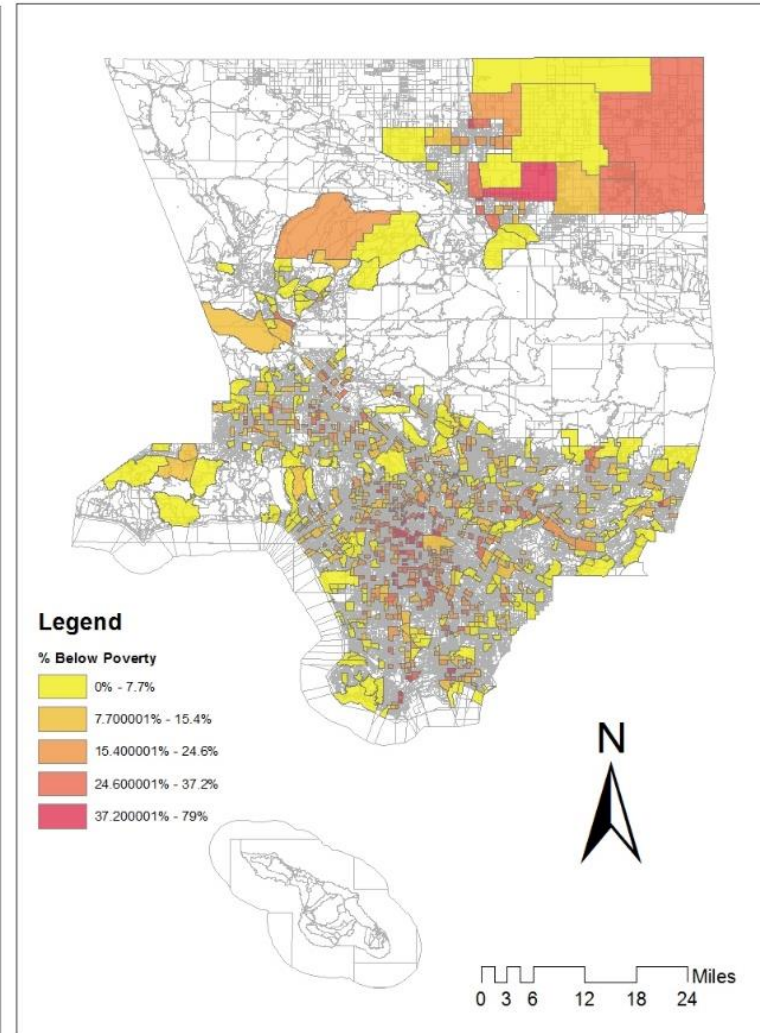 Legend
% Below Poverty
0% - 7.7%
7.700001% - 15.4%
15.400001% - 24.6%
24.600001% - 37.2%
37.200001% - 79%
N
Miles
0 3 6 12 18 24